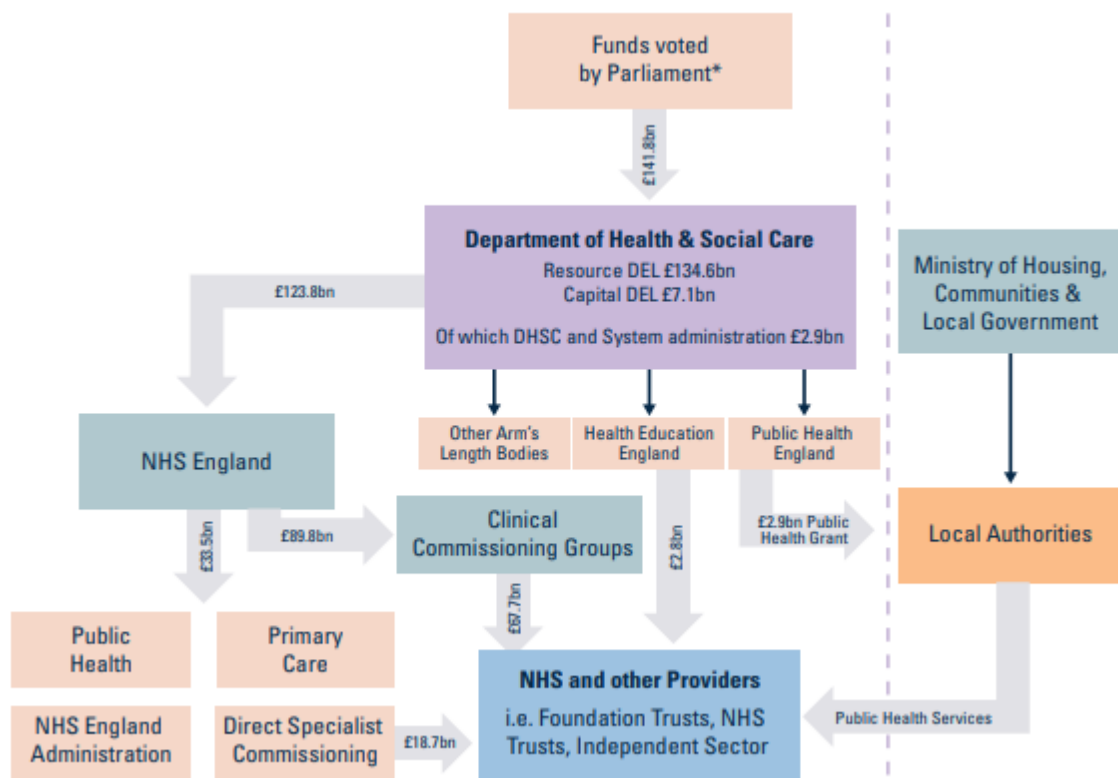 Funds voted
by Parliament*
£141.8bn
Department of Health & Social Care
Resource DEL £134.6bn
Capital DEL £7.1bn
Of which DHSC and System administration £2.9bn
£123.8bn
Ministry of Housing,
Communities &
Local Government
Other Arm's
Length Bodies
Health Education
England
Public Health
England
NHS England
£33.5bn
£89.8bn
Clinical
Commissioning Groups
£67.7bn
£2.8bn
£2.9bn Public
Health Grant
Local Authorities
Public
Health
Primary
Care
NHS England
Administration
Direct Specialist
Commissioning
£18.7bn
NHS and other Providers
i.e. Foundation Trusts, NHS
Trusts, Independent Sector
Public Health Services